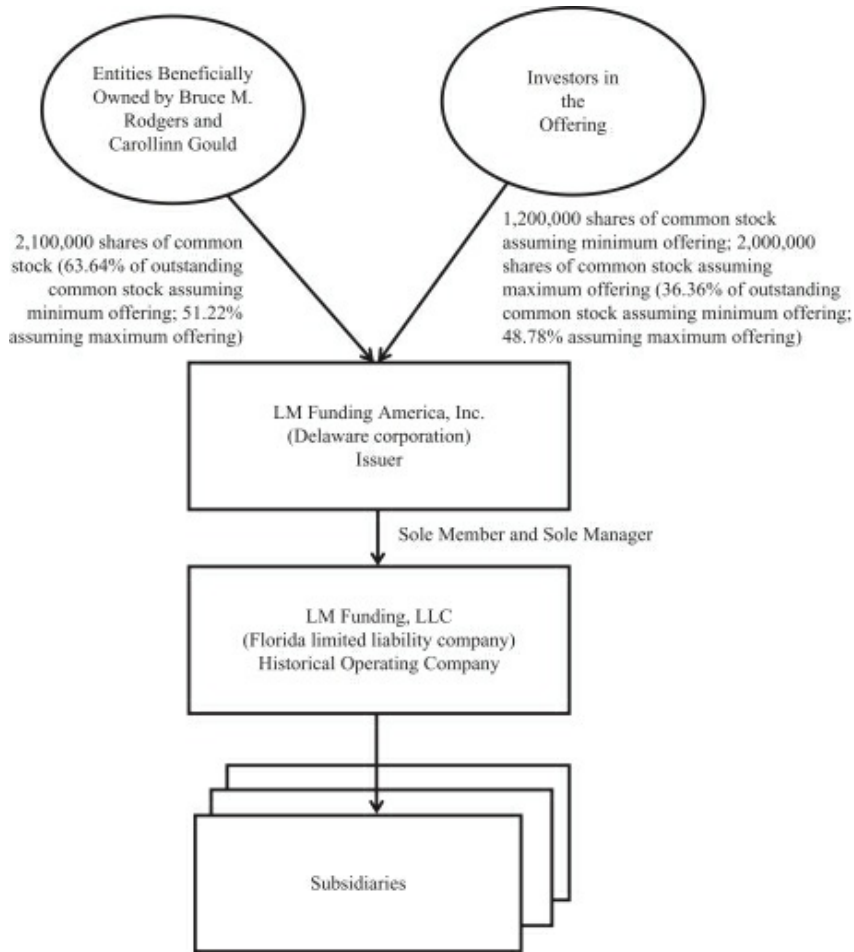 Entities Beneficially
Owned by Bruce M.
Rodgers and
Carollinn Gould
Investors in
the
Offering
2,100,000 shares of common
stock (63.64% of outstanding
common stock assuming
minimum offering; 51.22%
assuming maximum offering)
1,200,000 shares of common stock
assuming minimum offering; 2,000,000
shares of common stock assuming
maximum offering (36.36% of outstanding
common stock assuming minimum offering;
48.78% assuming maximum offering)
LM Funding America, Inc.
(Delaware corporation)
Issuer
Sole Member and Sole Manager
LM Funding, LLC
(Florida limited liability company)
Historical Operating Company
Subsidiaries